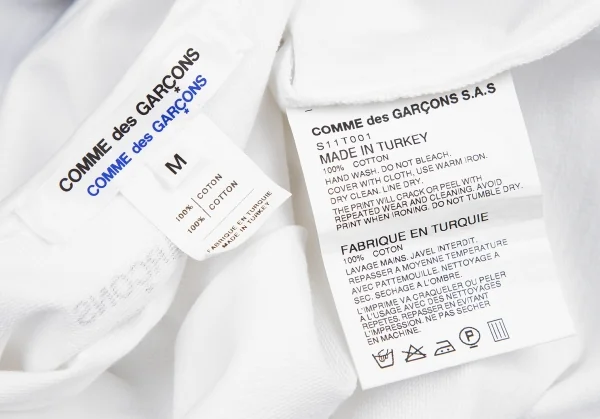 COMME des GARÇONS
COMME des GARÇONS
M
100% COTON
100% COTTON
FABRIQUE EN TURQUIE
MADE IN TURKEY
COMME des GARÇONS S.A.S
S11T001
MADE IN TURKEY
100% COTTON
HAND WASH. DO NOT BLEACH.
COVER WITH CLOTH, USE WARM IRON.
DRY CLEAN. LINE DRY.
THE PRINT WILL CRACK OR PEEL WITH
REPEATED WEAR AND CLEANING. AVOID
PRINT WHEN IRONING. DO NOT TUMBLE DRY.
FABRIQUE EN TURQUIE
100% COTON
LAVAGE MAINS. JAVEL INTERDIT.
REPASSER A MOYENNE TEMPERATURE
AVEC PATTEMOUILLE. NETTOYAGE A
SEC. SECHAGE A L'OMBRE.
L'IMPRIME VA CRAQUELER OU PELER
A L'USAGE AVEC DES NETTOYAGES
REPETES. REPASSER EN EVITANT
L'IMPRESSION. NE PAS SECHER
EN MACHINE.
P